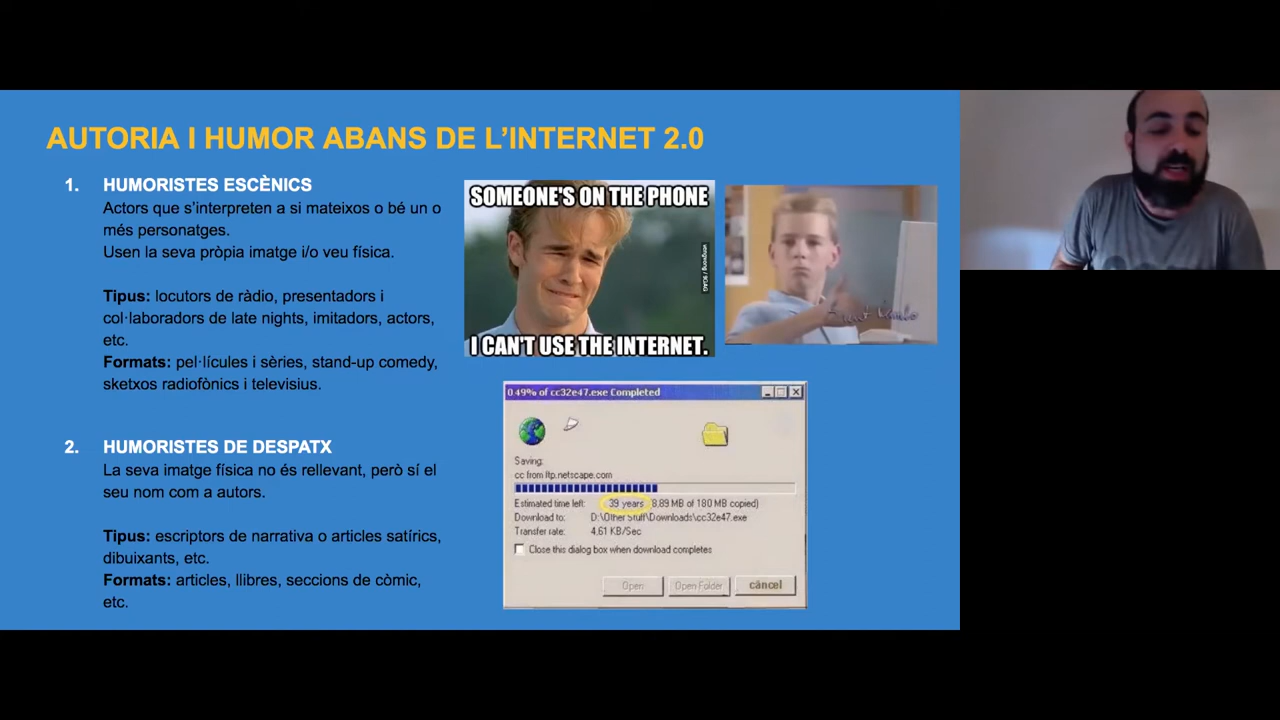 AUTORIA I HUMOR ABANS DE L’INTERNET 2.0
1. HUMORISTES ESCÈNICS
Actors que s’interpreten a si mateixos o bé un o
més personatges.
Usen la seva pròpia imatge i/o veu física.
Tipus: locutors de ràdio, presentadors i
col·laboradors de late nights, imitadors, actors,
etc.
Formats: pel·lícules i sèries, stand-up comedy,
sketxos radiofònics i televisius.
2. HUMORISTES DE DESPATX
La seva imatge física no és rellevant, però sí el
seu nom com a autors.
Tipus: escriptors de narrativa o articles satírics,
dibuixants, etc.
Formats: articles, llibres, seccions de còmic,
etc.
SOMEONE'S ON THE PHONE
I CAN'T USE THE INTERNET.
0.49% of cc32e47.exe Completed
Saving:
cc from ftp.netscape.com
Estimated time left: 39 years (8.89 MB of 180 MB copied)
Download to: D:\Other Stuff\Downloads\cc32e47.exe
Transfer rate: 4.61 KB/Sec
Close this dialog box when download completes
Open Open Folder cancel